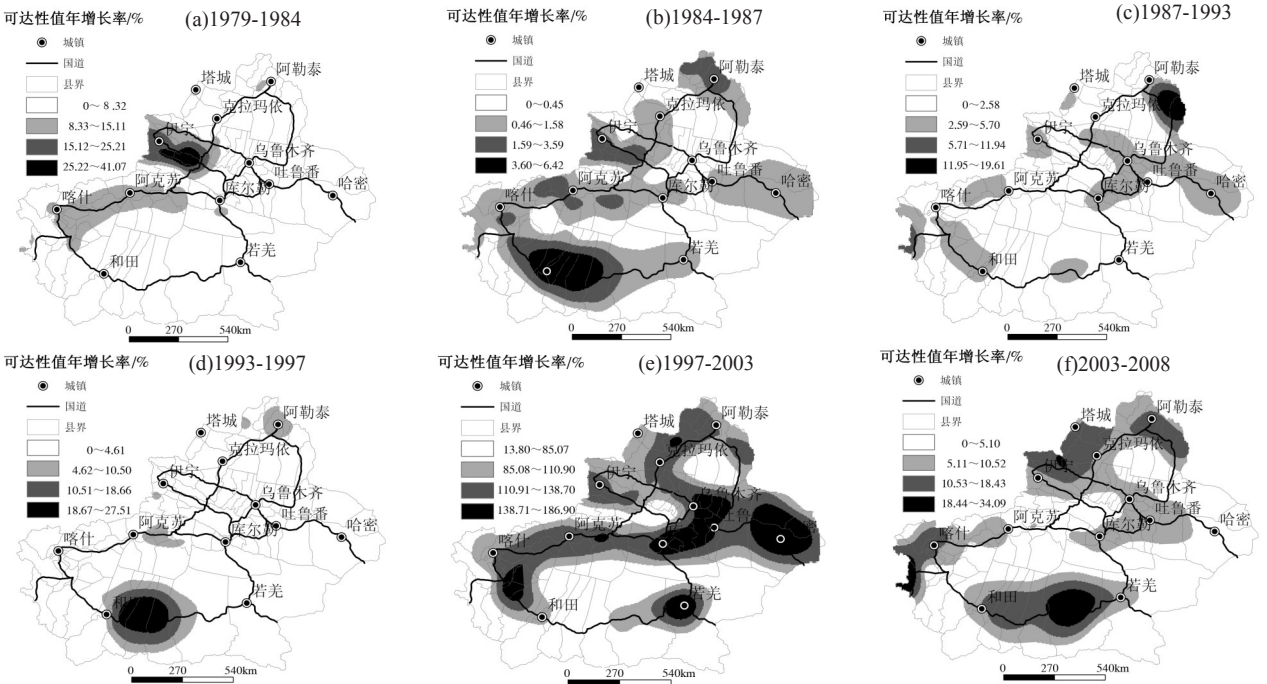 可达性值年增长率/%
(a)1979-1984
城镇
国道
县界
0～8.32
8.33～15.11
15.12～25.21
25.22～41.07
塔城
阿勒泰
克拉玛依
伊宁
乌鲁木齐
吐鲁番
哈密
阿克苏
库尔勒
喀什
若羌
和田
0 270 540km
可达性值年增长率/%
(b)1984-1987
城镇
国道
县界
0～0.45
0.46～1.58
1.59～3.59
3.60～6.42
塔城
阿勒泰
克拉玛依
伊宁
乌鲁木齐
吐鲁番
哈密
阿克苏
库尔勒
喀什
若羌
0 270 540km
可达性值年增长率/%
(c)1987-1993
城镇
国道
县界
0～2.58
2.59～5.70
5.71～11.94
11.95～19.61
塔城
阿勒泰
克拉玛依
伊宁
乌鲁木齐
吐鲁番
哈密
阿克苏
库尔勒
喀什
若羌
和田
0 270 540km
可达性值年增长率/%
(d)1993-1997
城镇
国道
县界
0～4.61
4.62～10.50
10.51～18.66
18.67～27.51
塔城
阿勒泰
克拉玛依
伊宁
乌鲁木齐
吐鲁番
哈密
阿克苏
库尔勒
喀什
若羌
和田
0 270 540km
可达性值年增长率/%
(e)1997-2003
城镇
国道
县界
13.80～85.07
85.08～110.90
110.91～138.70
138.71～186.90
塔城
阿勒泰
克拉玛依
伊宁
乌鲁木齐
吐鲁番
阿克苏
喀什
若羌
和田
0 270 540km
可达性值年增长率/%
(f)2003-2008
城镇
国道
县界
0～5.10
5.11～10.52
10.53～18.43
18.44～34.09
塔城
阿勒泰
克拉玛依
伊宁
乌鲁木齐
吐鲁番
哈密
阿克苏
库尔勒
喀什
若羌
和田
0 270 540km